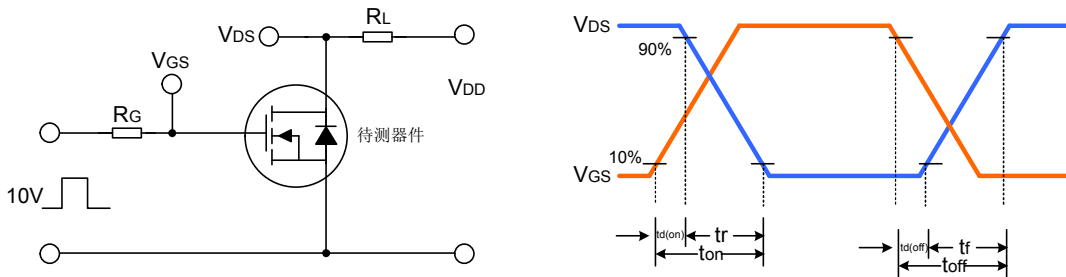 VDS
RL
VGS
VDD
RG
待测器件
10V
VDS
90%
10%
VGS
td(on)
tr
ton
td(off)
tf
toff